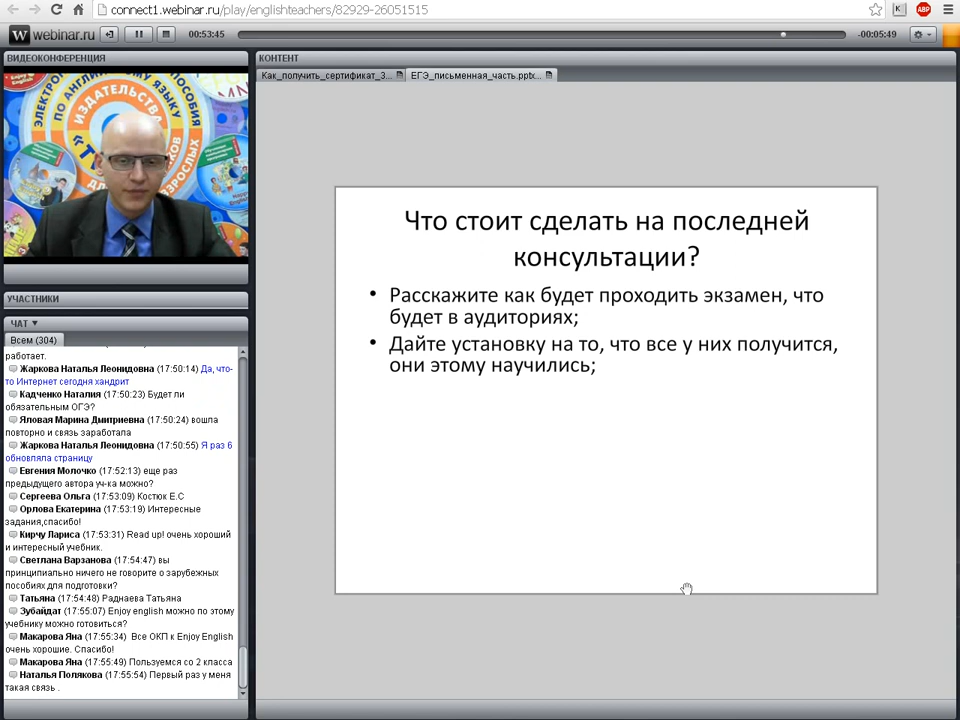 connect1.webinar.ru/play/englishteachers/82929-26051515
webinar.ru
00:53:45
-00:05:49
ВИДЕОКОНФЕРЕНЦИЯ
ЭЛЕКТРОН
ПО АНГЛИЙСКОМУ ЯЗЫКУ
ПОСОБИЯ
ИЗДАТЕЛЬСТВА
УЧАСТНИКИ
ЧАТ
Всем (304)
работает.
Жаркова Наталья Леонидовна (17:50:14) Да, что-
то Интернет сегодня хандрит
Кадченко Наталия (17:50:23) Будет ли
обязательным ОГЭ?
Яловая Марина Дмитриевна (17:50:24) вошла
повторно и связь заработала
Жаркова Наталья Леонидовна (17:50:55) Я раз 6
обновляла страницу
Евгения Молочко (17:52:13) еще раз
предыдущего автора уч-ка можно?
Сергеева Ольга (17:53:09) Костюк Е.С
Орлова Екатерина (17:53:19) Интересные
задания,спасибо!
Кирчу Лариса (17:53:31) Read up! очень хороший
и интересный учебник.
Светлана Варзанова (17:54:47) вы
принципиально ничего не говорите о зарубежных
пособиях для подготовки?
Татьяна (17:54:48) Раднаева Татьяна
Зубайдат (17:55:07) Enjoy english можно по этому
учебнику можно готовиться?
Макарова Яна (17:55:34) Все ОКП к Enjoy English
очень хорошие. Спасибо!
Макарова Яна (17:55:49) Пользуемся со 2 класса
Наталья Полякова (17:55:54) Первый раз у меня
такая связь .
КОНТЕНТ
Как_получить_сертификат_3...
ЕГЭ_письменная_часть.pptx...
Что стоит сделать на последней
консультации?
• Расскажите как будет проходить экзамен, что
будет в аудиториях;
• Дайте установку на то, что все у них получится,
они этому научились;